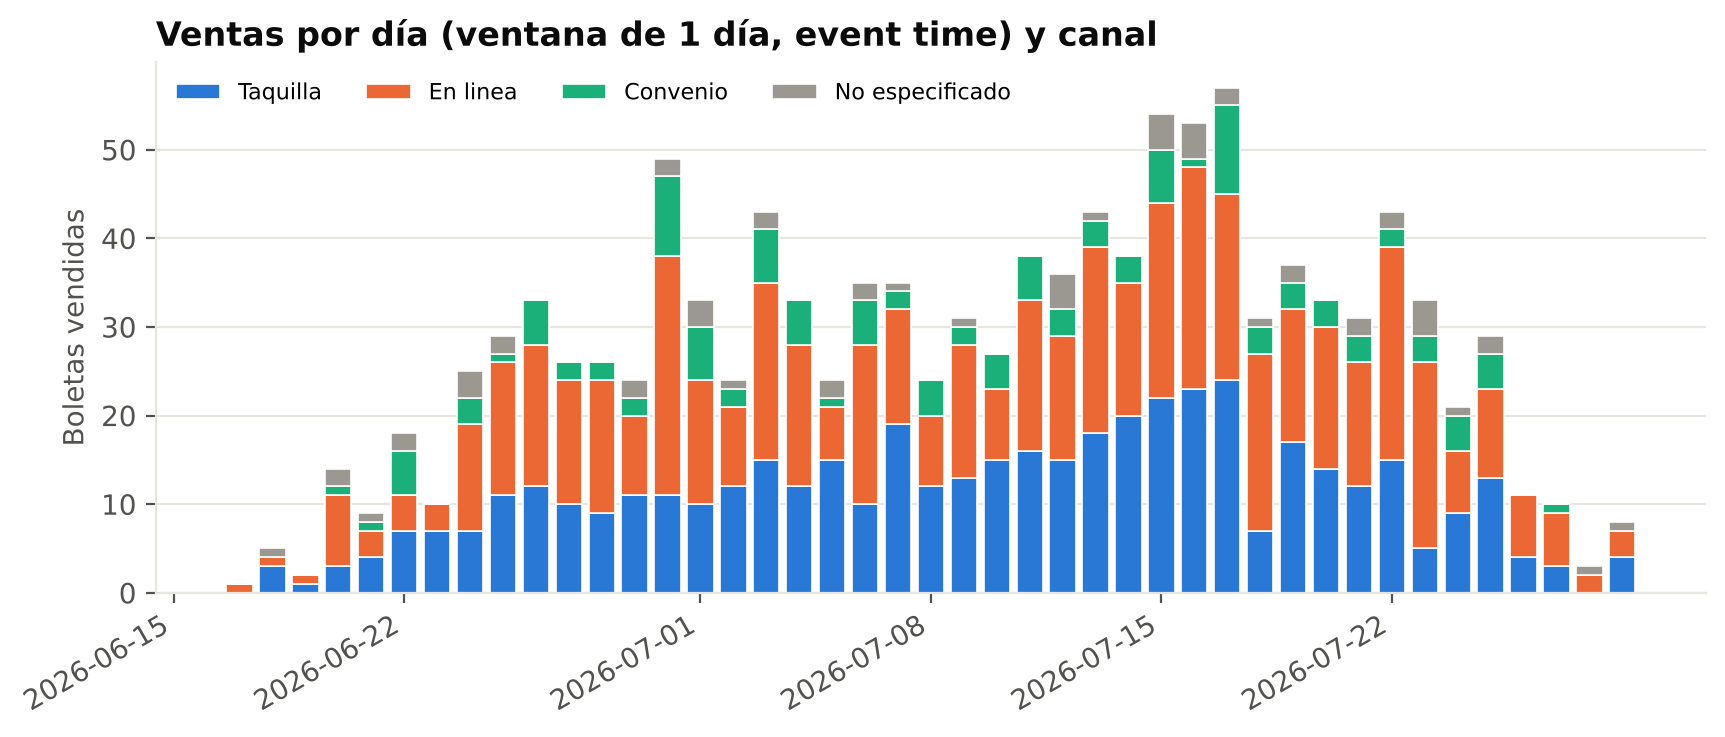 Ventas por día (ventana de 1 día, event time) y canal
Taquilla
En linea
Convenio
No especificado
Boletas vendidas
50
40
30
20
10
0
2026-06-15
2026-06-22
2026-07-01
2026-07-08
2026-07-15
2026-07-22